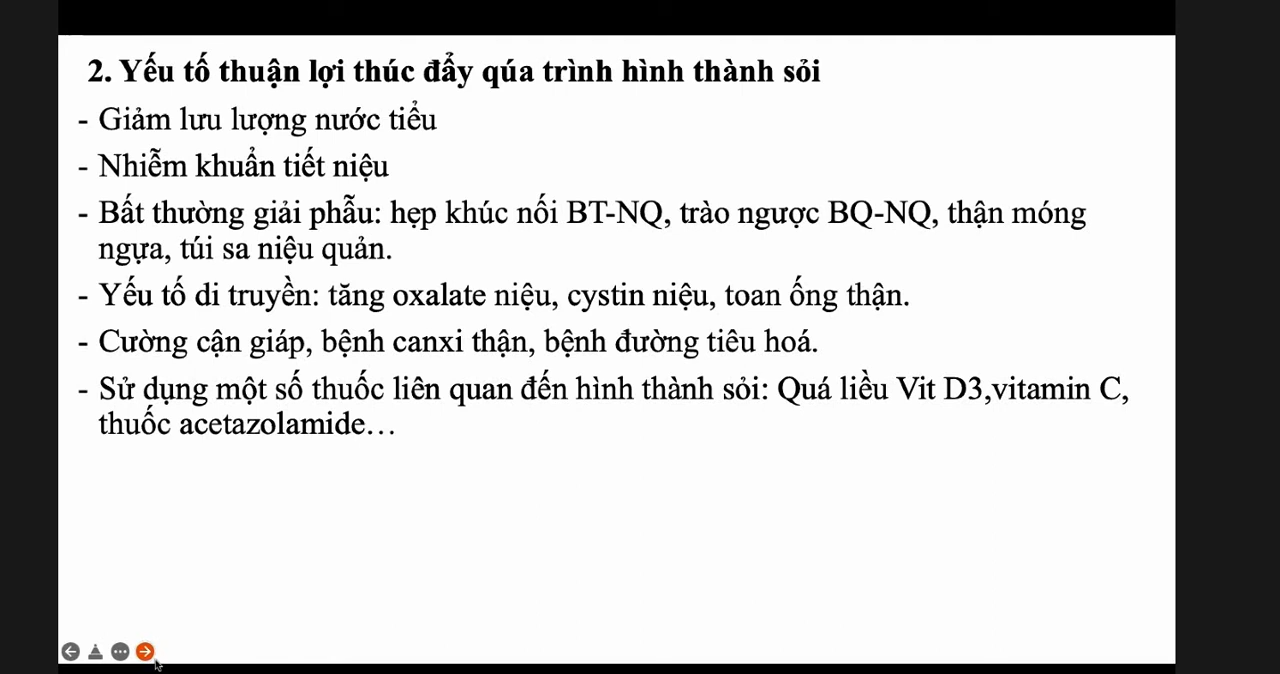 2. Yếu tố thuận lợi thúc đẩy qúa trình hình thành sỏi
- Giảm lưu lượng nước tiểu
- Nhiễm khuẩn tiết niệu
- Bất thường giải phẫu: hẹp khúc nối BT-NQ, trào ngược BQ-NQ, thận móng
ngựa, túi sa niệu quản.
- Yếu tố di truyền: tăng oxalate niệu, cystin niệu, toan ống thận.
- Cường cận giáp, bệnh canxi thận, bệnh đường tiêu hoá.
- Sử dụng một số thuốc liên quan đến hình thành sỏi: Quá liều Vit D3,vitamin C,
thuốc acetazolamide…